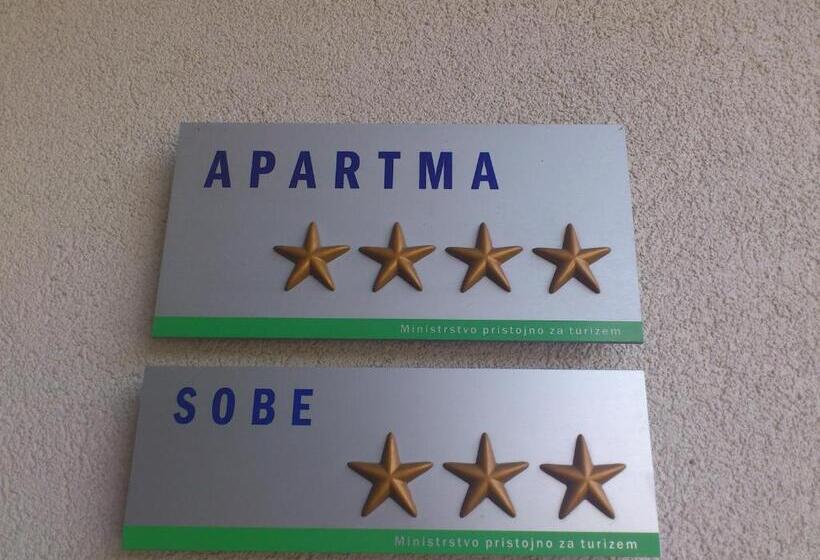 APARTMA
Ministrstvo pristojno za turizem
SOBE
Ministrstvo pristojno za turizem